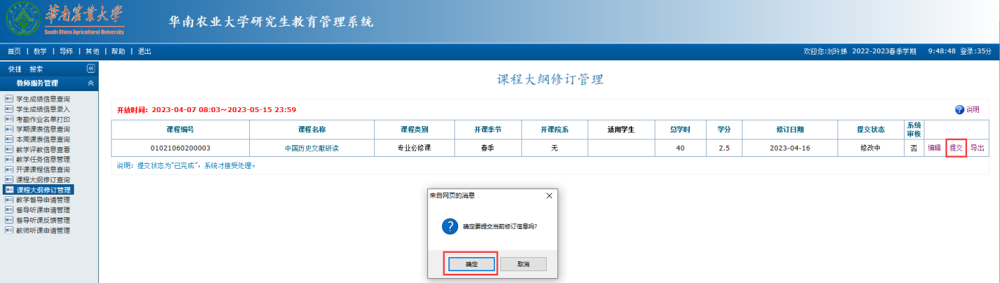 华南农业大学
South China Agricultural University
华南农业大学研究生教育管理系统
首页 | 教学 | 导师 | 其他 | 帮助 | 退出
欢迎您:刘玲娣 2022-2023春季学期 9:48:48 登录:35分
快捷 搜索
教师服务管理
学生成绩信息查询
学生成绩信息录入
考勤作业名单打印
学期课表信息查询
本周课表信息查询
教学评教信息查看
教学任务信息管理
开课课程信息查询
课程大纲修订查询
课程大纲修订管理
教学督导申请管理
督导听课申请管理
督导听课反馈管理
教师听课申请管理
课程大纲修订管理
开放时间: 2023-04-07 08:03~2023-05-15 23:59
说明
课程编号 课程名称 课程类别 开课季节 开课院系 适用学生 总学时 学分 修订日期 提交状态 系统审核
01021060200003 中国历史文献研读 专业必修课 春季 无 40 2.5 2023-04-16 修改中 否 编辑 提交 导出
说明: 提交状态为"已完成", 系统才接受处理。
来自网页的消息
确定要提交当前修订信息吗?
确定 取消